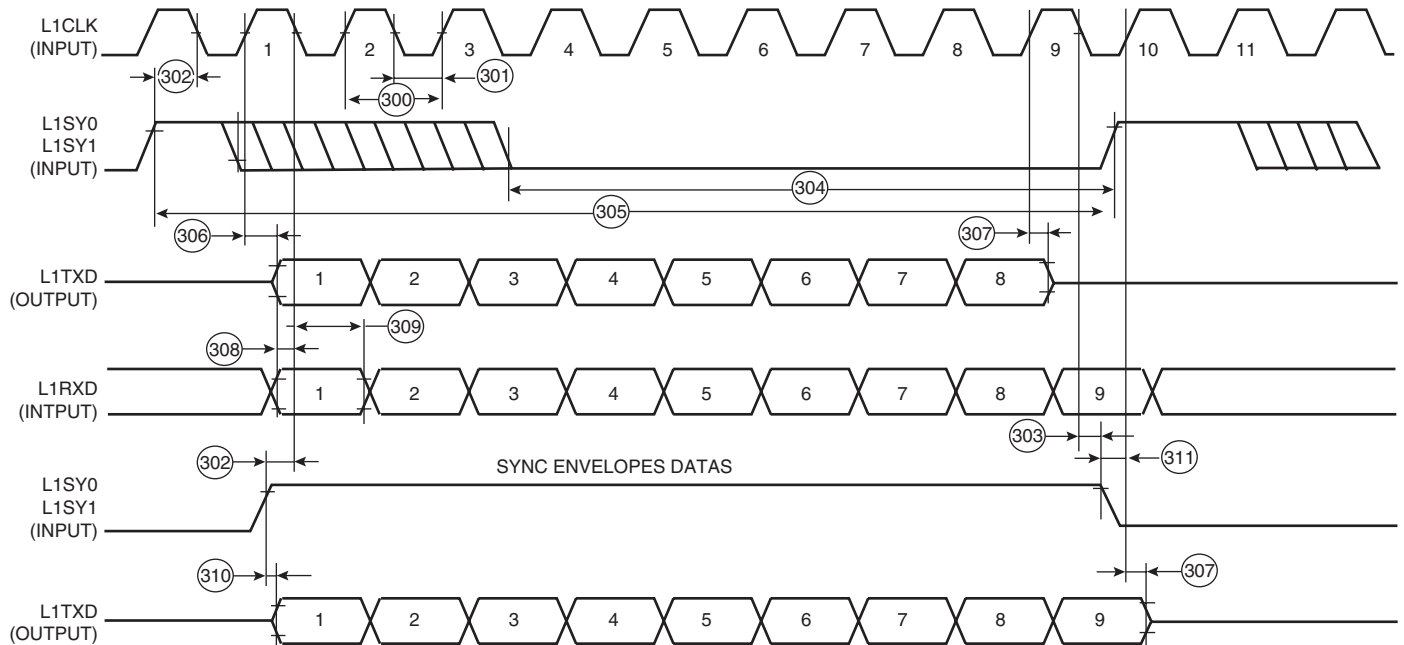 L1CLK
(INPUT)
1 2 3 4 5 6 7 8 9 10 11
302 301
300
L1SY0
L1SY1
(INPUT)
304
305
306 307
L1TXD
(OUTPUT)
1 2 3 4 5 6 7 8
309
308
L1RXD
(INTPUT)
1 2 3 4 5 6 7 8 9
303
302 SYNC ENVELOPES DATAS 311
L1SY0
L1SY1
(INPUT)
310 307
L1TXD
(OUTPUT)
1 2 3 4 5 6 7 8 9